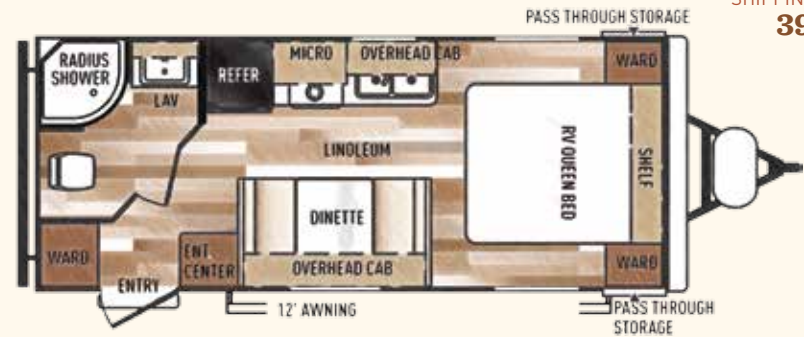 SHIPPIN
39
PASS THROUGH STORAGE
RADIUS
SHOWER
LAV
REFER
MICRO
OVERHEAD CAB
WARD
LINOLEUM
RV QUEEN BED
SHELF
DINETTE
WARD
ENT.
CENTER
OVERHEAD CAB
WARD
ENTRY
12' AWNING
PASS THROUGH
STORAGE